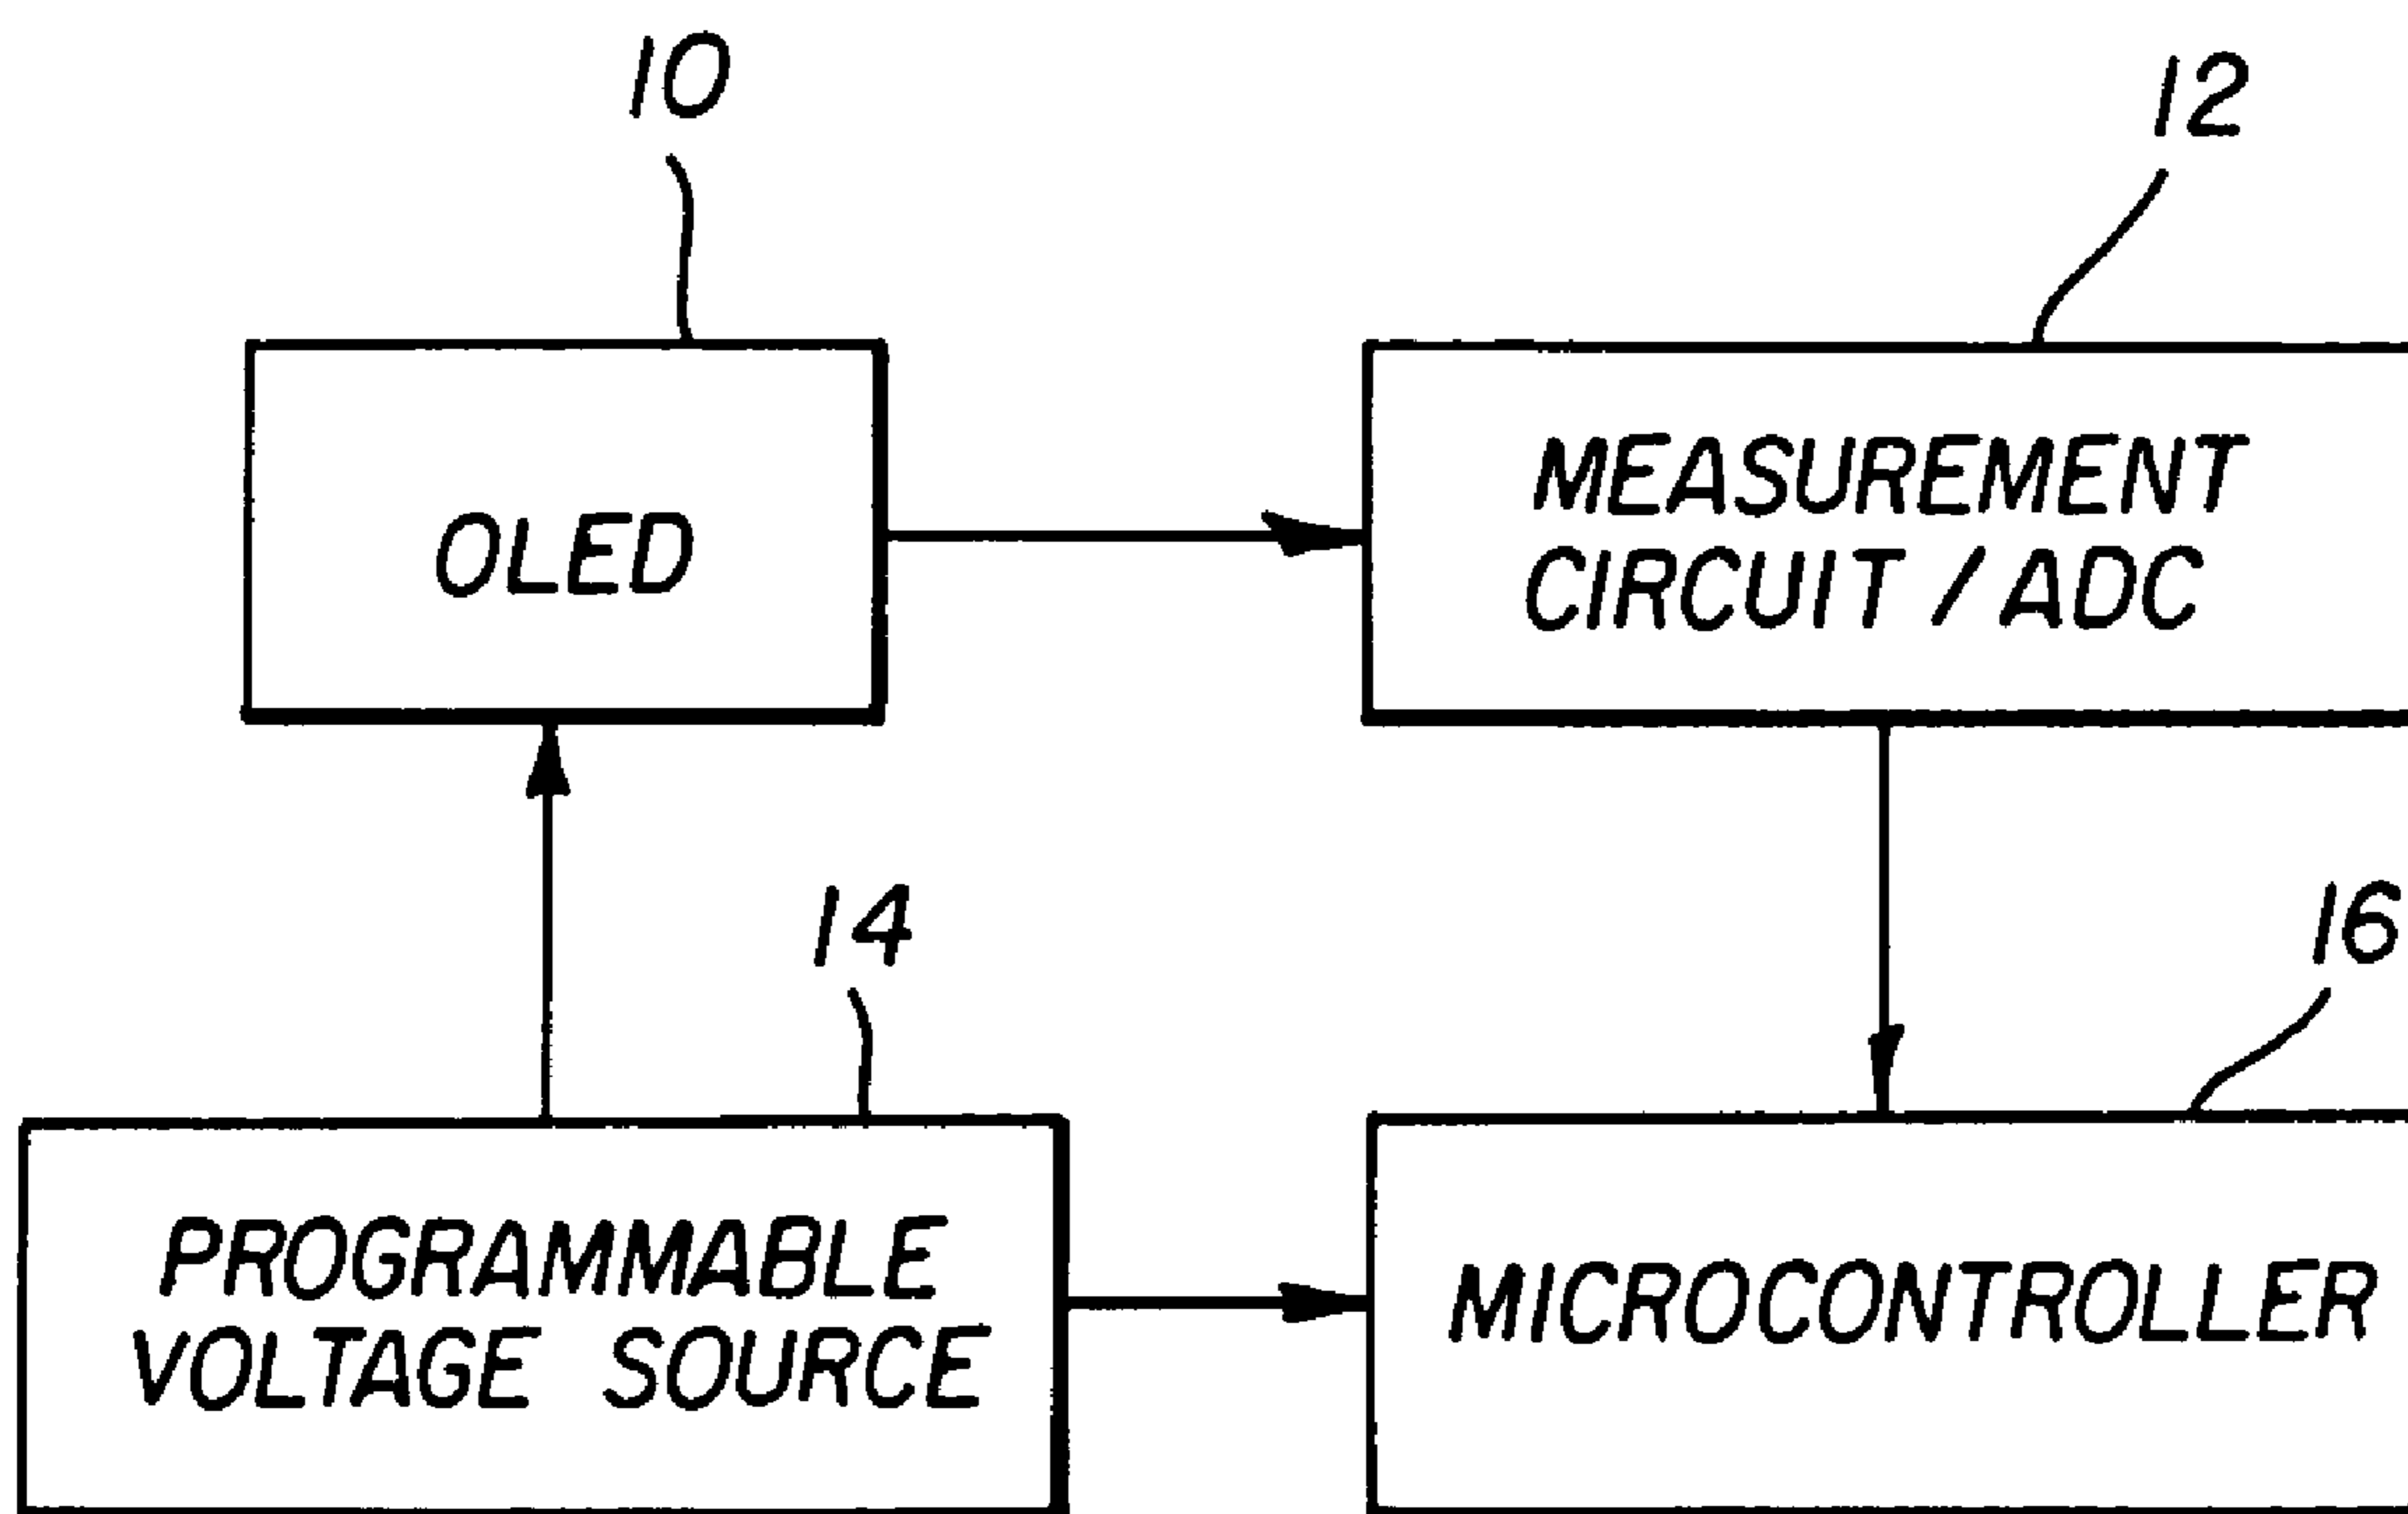 10
12
OLED
MEASUREMENT
CIRCUIT / ADC
14
16
PROGRAMMABLE
VOLTAGE SOURCE
MICROCONTROLLER